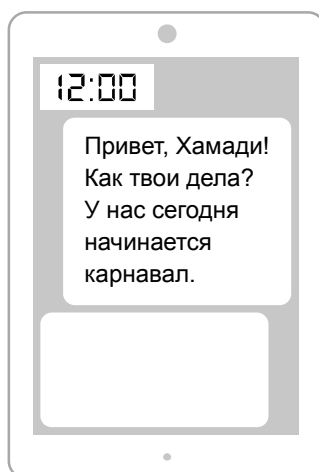 12:00
Привет, Хамади!
Как твои дела?
У нас сегодня
начинается
карнавал.